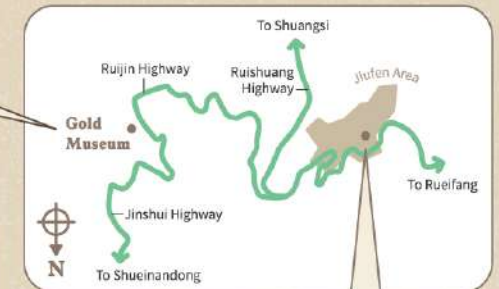 To Shuangsi
Ruijin Highway
Ruishuang
Highway
Jiufen Area
Gold
Museum
To Rueifang
Jinshui Highway
N
To Shueinandong